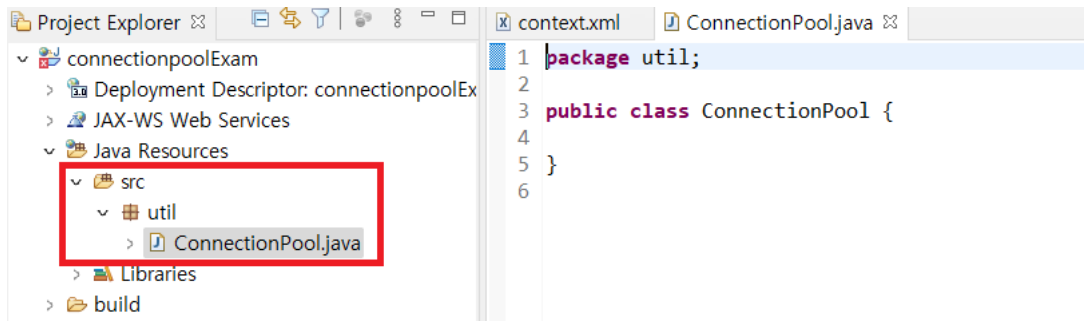 Project Explorer
connectionpoolExam
Deployment Descriptor: connectionpoolEx
JAX-WS Web Services
Java Resources
src
util
ConnectionPool.java
Libraries
build
context.xml
ConnectionPool.java
1 package util;
2
3 public class ConnectionPool {
4
5 }
6